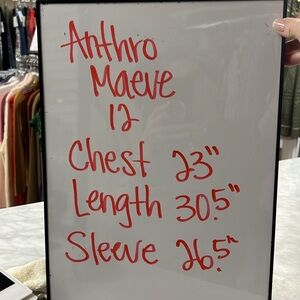 Anthro
Maeve
12
Chest 23"
Length 30.5"
Sleeve 26.5"